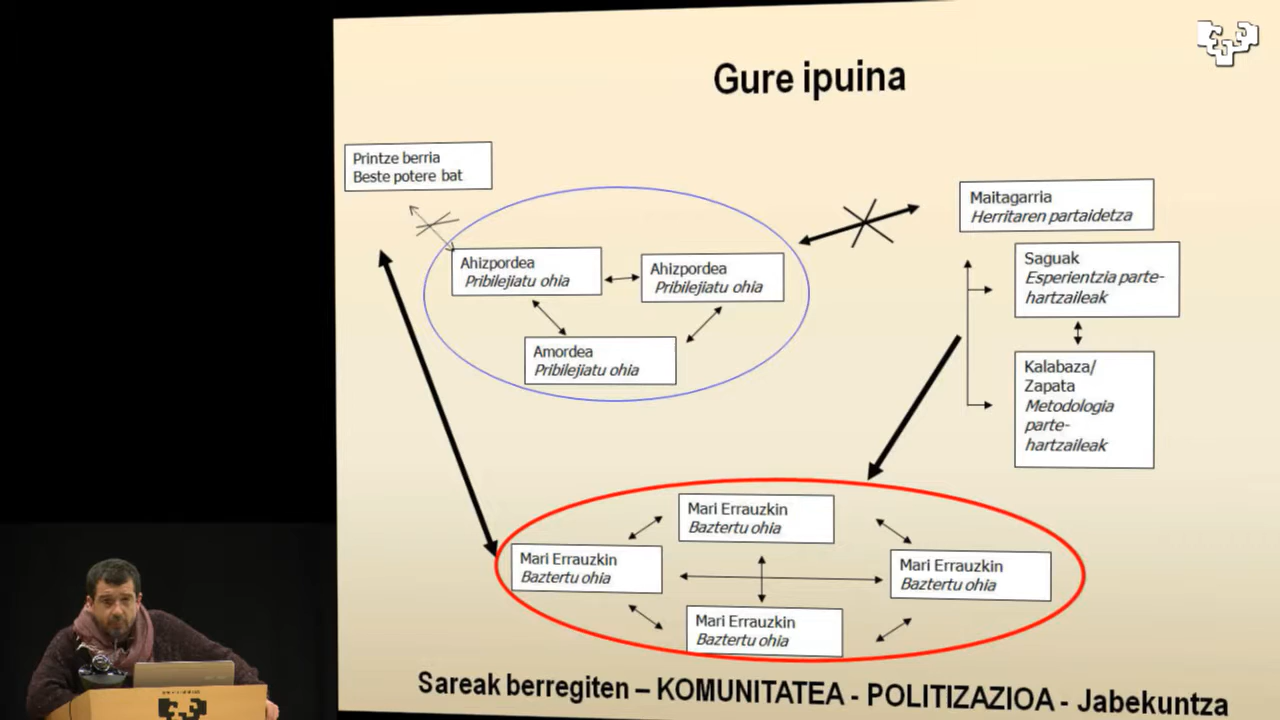 Gure ipuina
Printze berria
Beste potere bat
Maitagarria
Herritaren partaidetza
Ahizpordea
Pribilejiatu ohia
Ahizpordea
Pribilejiatu ohia
Saguak
Esperientzia parte-
hartzaileak
Amordea
Pribilejiatu ohia
Kalabaza/
Zapata
Metodologia
parte-
hartzaileak
Mari Errauzkin
Baztertu ohia
Mari Errauzkin
Baztertu ohia
Mari Errauzkin
Baztertu ohia
Mari Errauzkin
Baztertu ohia
Sareak berregiten – KOMUNITATEA - POLITIZAZIOA - Jabekuntza